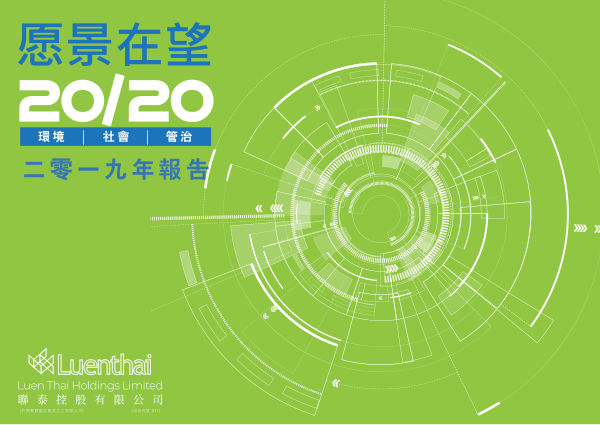 愿景在望
20/20
環境 | 社會 | 管治
二零一九年報告
Luenthai
Luen Thai Holdings Limited
聯泰控股有限公司